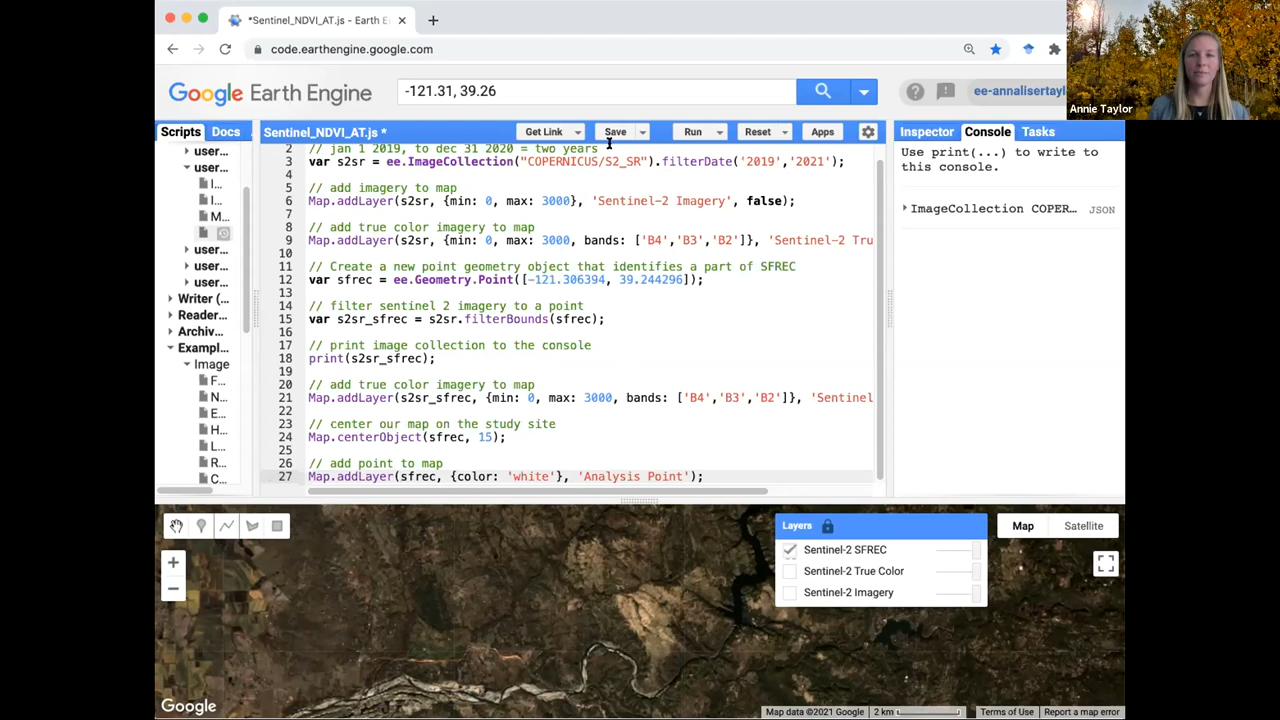 *Sentinel_NDVI_AT.js - Earth E
code.earthengine.google.com
Google Earth Engine
-121.31, 39.26
ee-annalisertayl
Annie Taylor
Scripts
Docs
Sentinel_NDVI_AT.js *
Get Link
Save
Run
Reset
Apps
Inspector
Console
Tasks
user...
user...
I...
I...
M...
user...
user...
user...
Writer (...
Reader...
Archiv...
Exampl...
Image
F...
N...
E...
H...
L...
R...
C...
2 // jan 1 2019, to dec 31 2020 = two years
3 var s2sr = ee.ImageCollection("COPERNICUS/S2_SR").filterDate('2019','2021');
4
5 // add imagery to map
6 Map.addLayer(s2sr, {min: 0, max: 3000}, 'Sentinel-2 Imagery', false);
7
8 // add true color imagery to map
9 Map.addLayer(s2sr, {min: 0, max: 3000, bands: ['B4','B3','B2']}, 'Sentinel-2 Tru
10
11 // Create a new point geometry object that identifies a part of SFREC
12 var sfrec = ee.Geometry.Point([-121.306394, 39.244296]);
13
14 // filter sentinel 2 imagery to a point
15 var s2sr_sfrec = s2sr.filterBounds(sfrec);
16
17 // print image collection to the console
18 print(s2sr_sfrec);
19
20 // add true color imagery to map
21 Map.addLayer(s2sr_sfrec, {min: 0, max: 3000, bands: ['B4','B3','B2']}, 'Sentinel
22
23 // center our map on the study site
24 Map.centerObject(sfrec, 15);
25
26 // add point to map
27 Map.addLayer(sfrec, {color: 'white'}, 'Analysis Point');
Use print(...) to write to
this console.
ImageCollection COPER...
JSON
Layers
Sentinel-2 SFREC
Sentinel-2 True Color
Sentinel-2 Imagery
Map
Satellite
+
−
Google
Map data ©2021 Google
2 km
Terms of Use
Report a map error